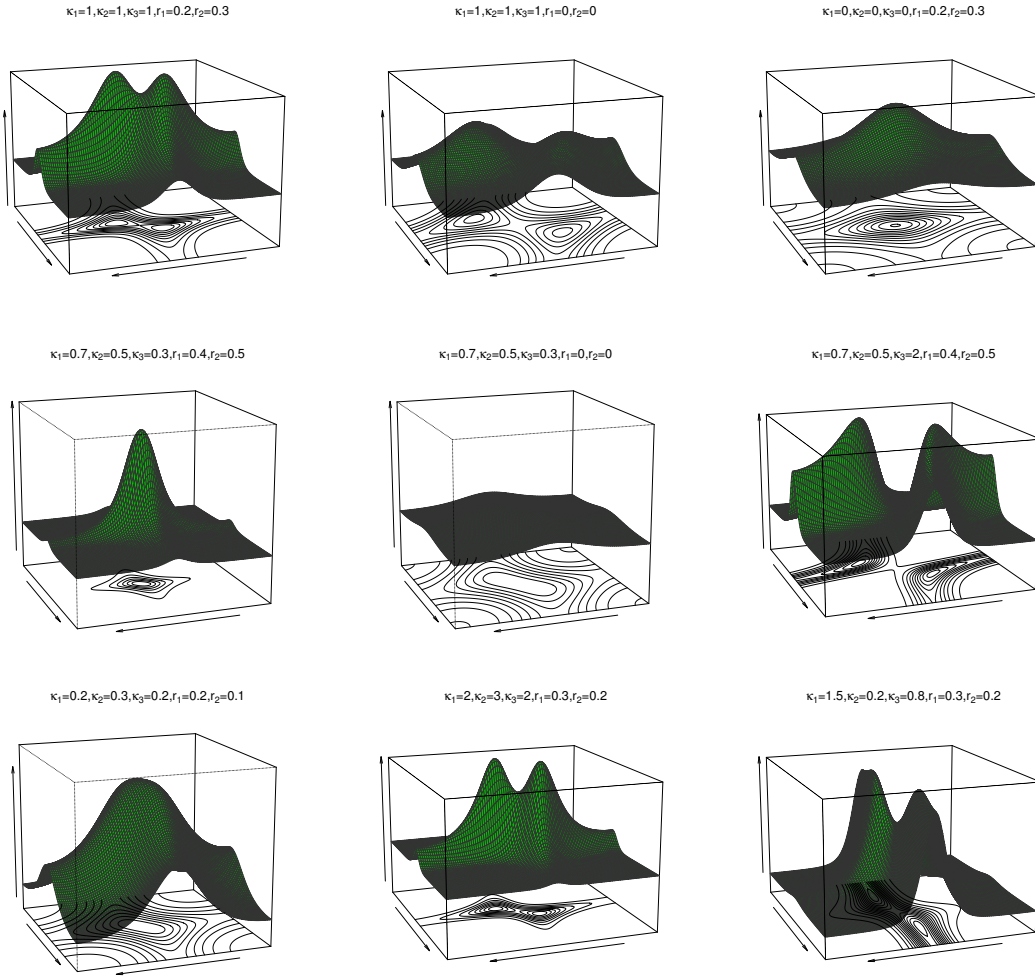 κ₁=1,κ₂=1,κ₃=1,r₁=0.2,r₂=0.3
κ₁=1,κ₂=1,κ₃=1,r₁=0,r₂=0
κ₁=0,κ₂=0,κ₃=0,r₁=0.2,r₂=0.3
κ₁=0.7,κ₂=0.5,κ₃=0.3,r₁=0.4,r₂=0.5
κ₁=0.7,κ₂=0.5,κ₃=0.3,r₁=0,r₂=0
κ₁=0.7,κ₂=0.5,κ₃=2,r₁=0.4,r₂=0.5
κ₁=0.2,κ₂=0.3,κ₃=0.2,r₁=0.2,r₂=0.1
κ₁=2,κ₂=3,κ₃=2,r₁=0.3,r₂=0.2
κ₁=1.5,κ₂=0.2,κ₃=0.8,r₁=0.3,r₂=0.2